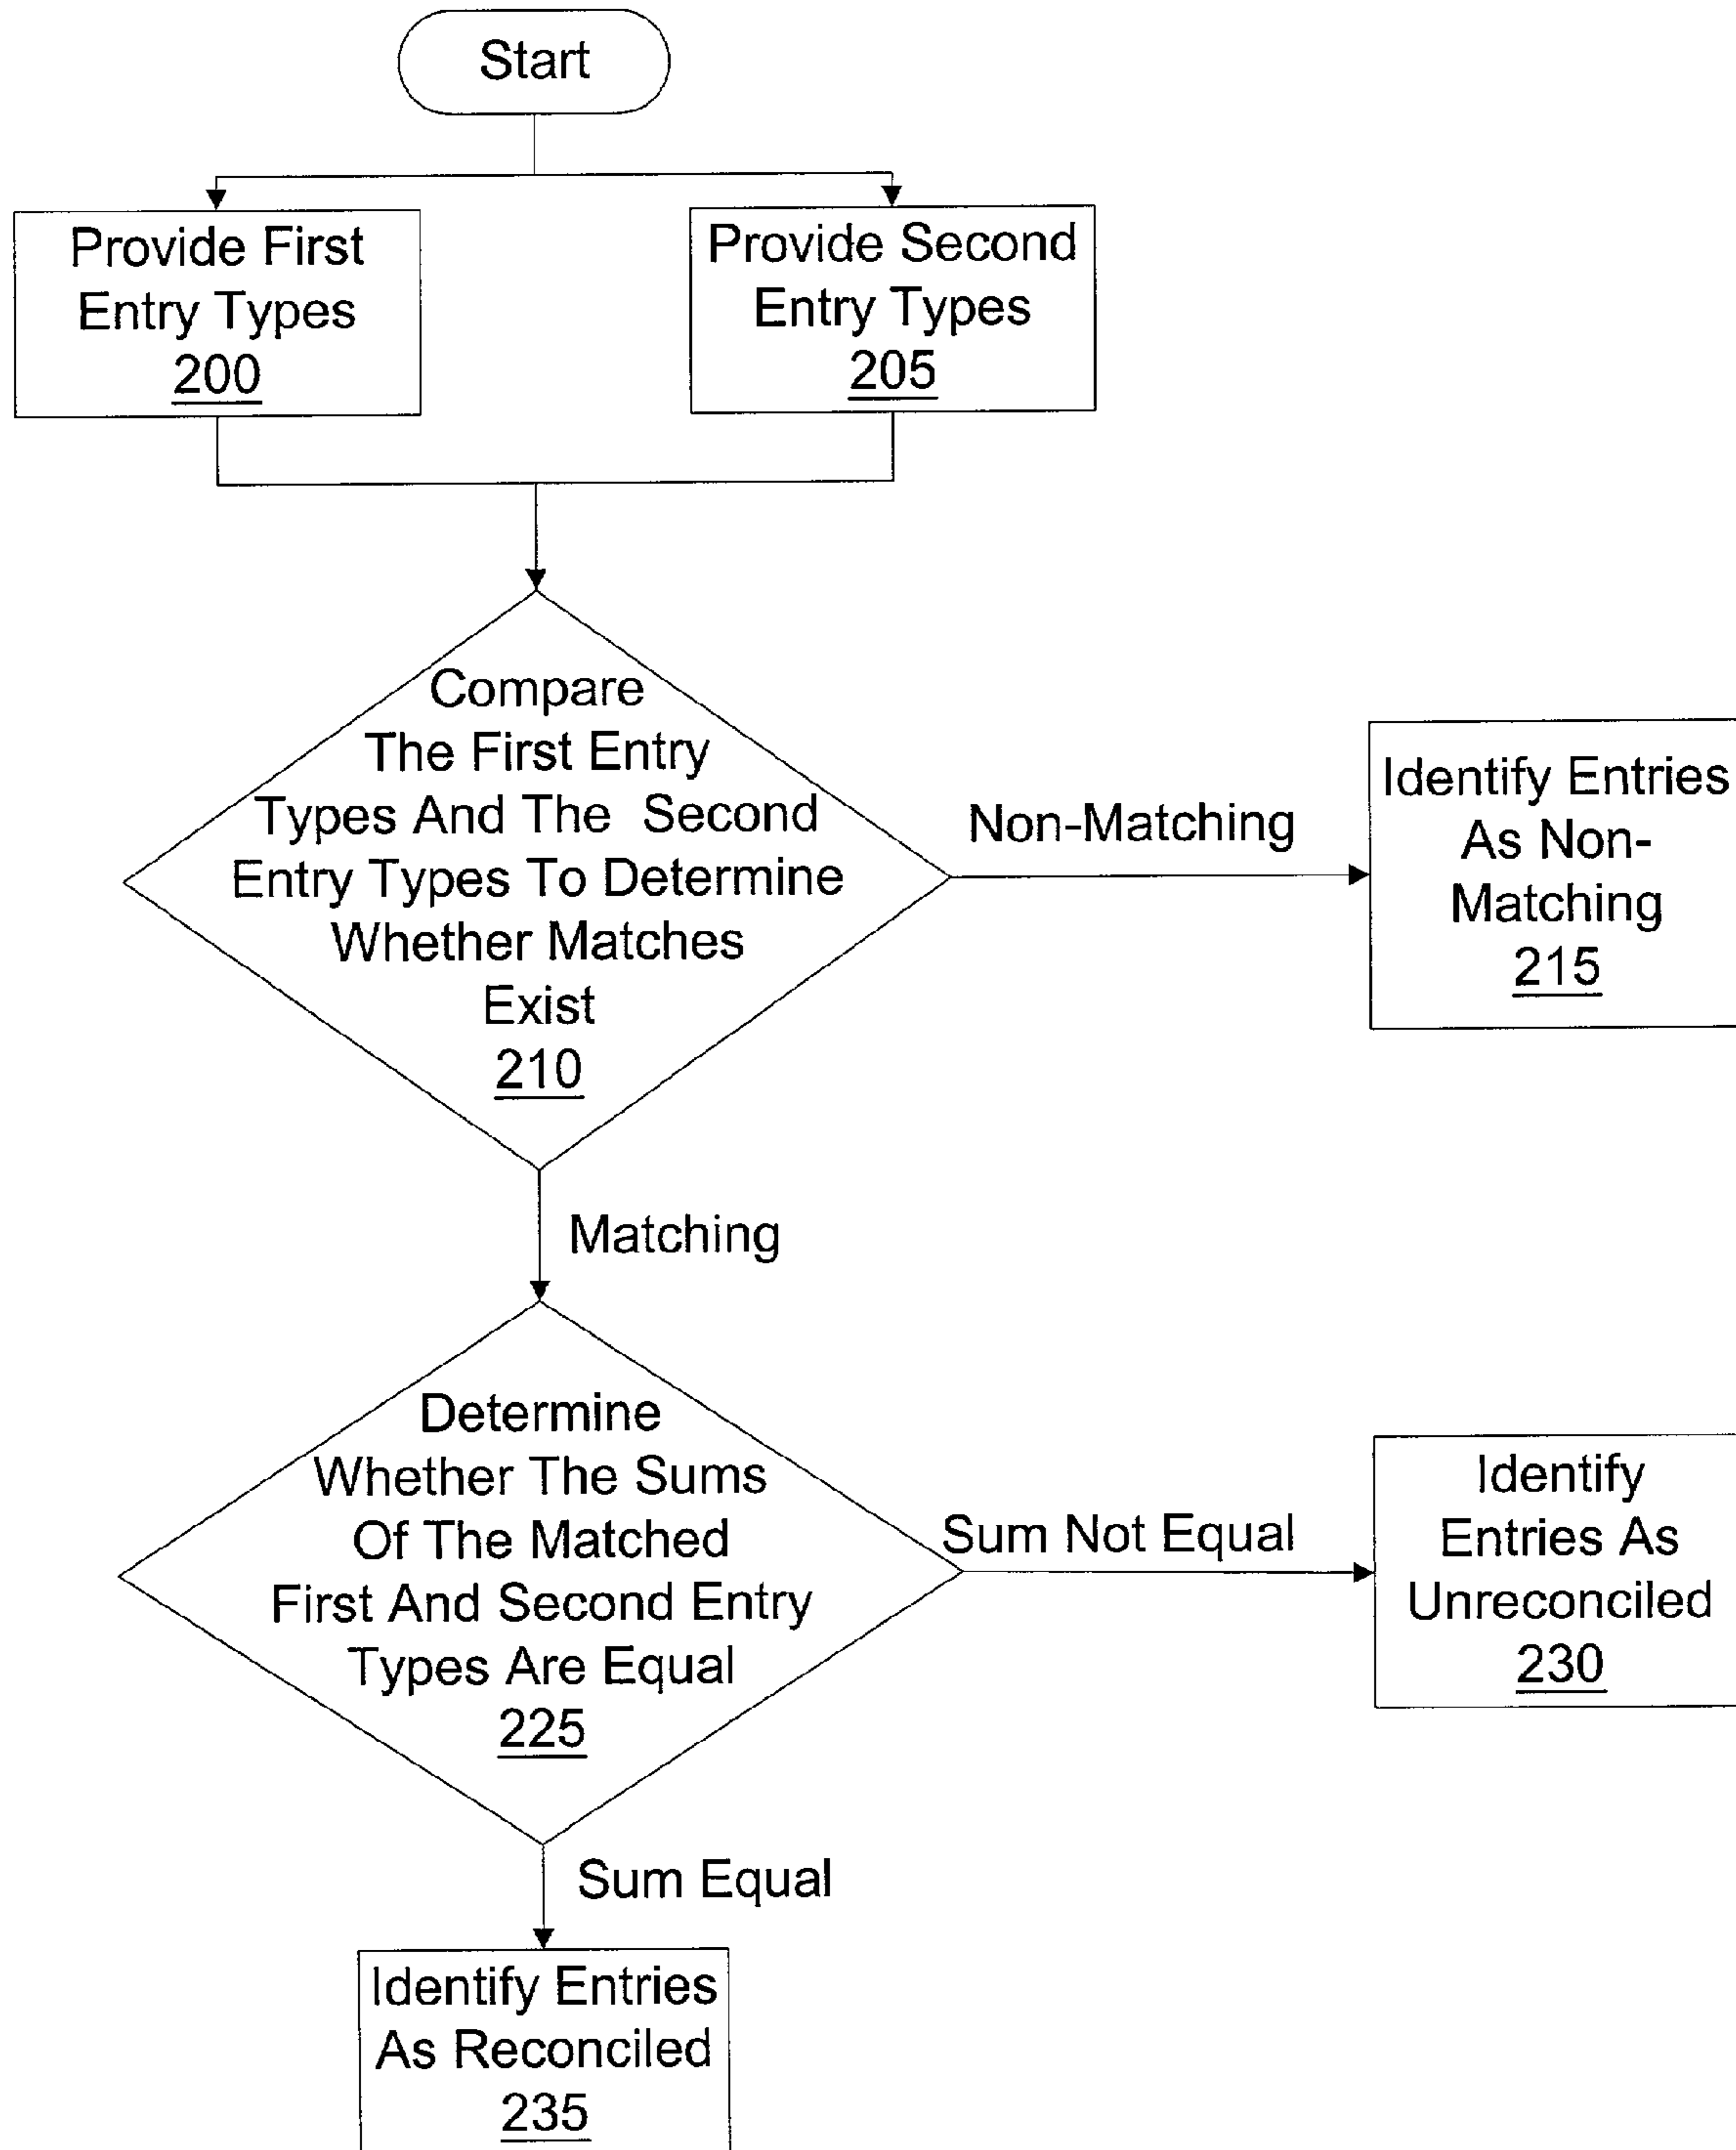 Start
Provide First
Entry Types
200
Provide Second
Entry Types
205
Compare
The First Entry
Types And The Second
Entry Types To Determine
Whether Matches
Exist
210
Non-Matching
Identify Entries
As Non-
Matching
215
Matching
Determine
Whether The Sums
Of The Matched
First And Second Entry
Types Are Equal
225
Sum Not Equal
Identify
Entries As
Unreconciled
230
Sum Equal
Identify Entries
As Reconciled
235